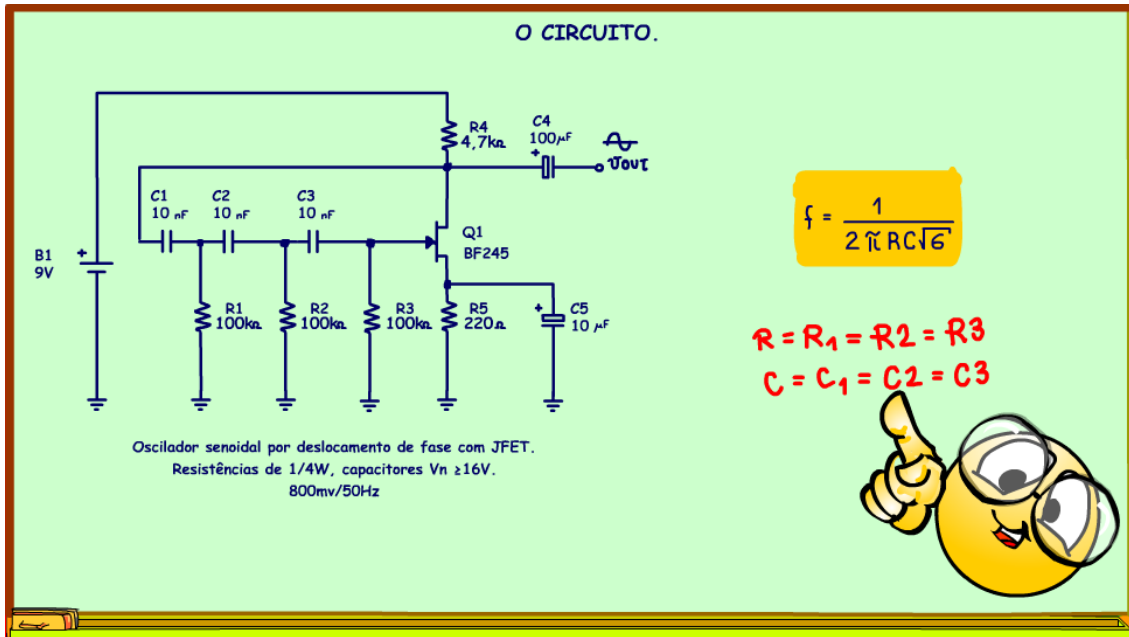 O CIRCUITO.
R4
4,7kΩ
C4
100µF
+
Vout
C1
10 nF
C2
10 nF
C3
10 nF
Q1
BF245
B1
9V
+
R1
100kΩ
R2
100kΩ
R3
100kΩ
R5
220Ω
+
C5
10 µF
Oscilador senoidal por deslocamento de fase com JFET.
Resistências de 1/4W, capacitores Vn ≥16V.
800mv/50Hz
f = 1 / 2 π RC√6
R = R1 = R2 = R3
C = C1 = C2 = C3